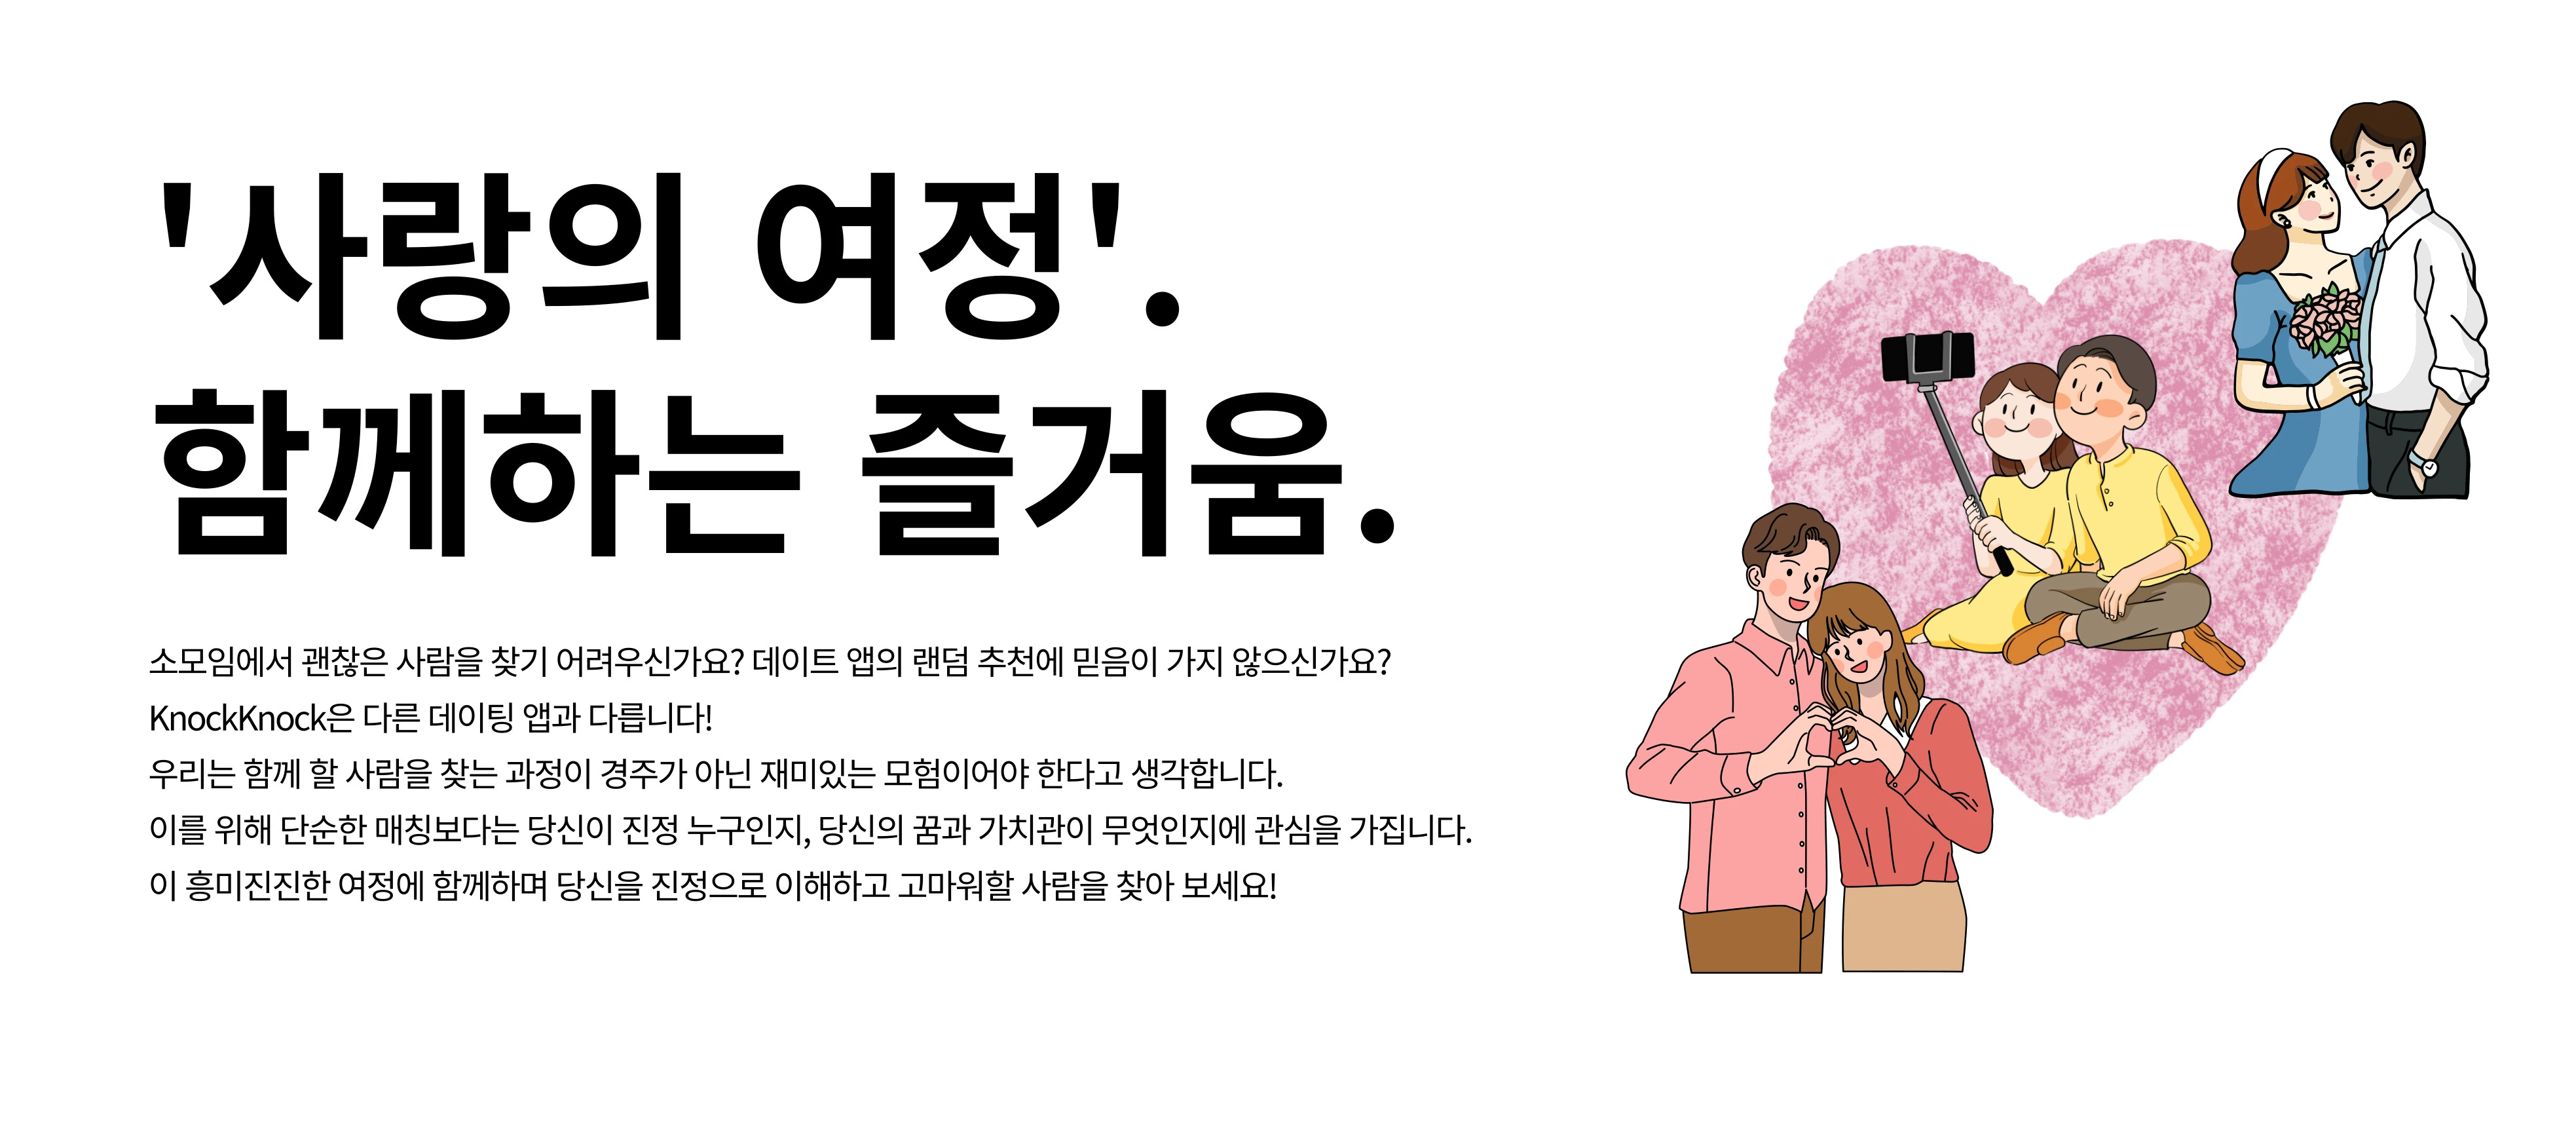 '사랑의 여정'.
함께하는 즐거움.
소모임에서 괜찮은 사람을 찾기 어려우신가요? 데이트 앱의 랜덤 추천에 믿음이 가지 않으신가요?
KnockKnock은 다른 데이팅 앱과 다릅니다!
우리는 함께 할 사람을 찾는 과정이 경주가 아닌 재미있는 모험이어야 한다고 생각합니다.
이를 위해 단순한 매칭보다는 당신이 진정 누구인지, 당신의 꿈과 가치관이 무엇인지에 관심을 가집니다.
이 흥미진진한 여정에 함께하며 당신을 진정으로 이해하고 고마워할 사람을 찾아 보세요!